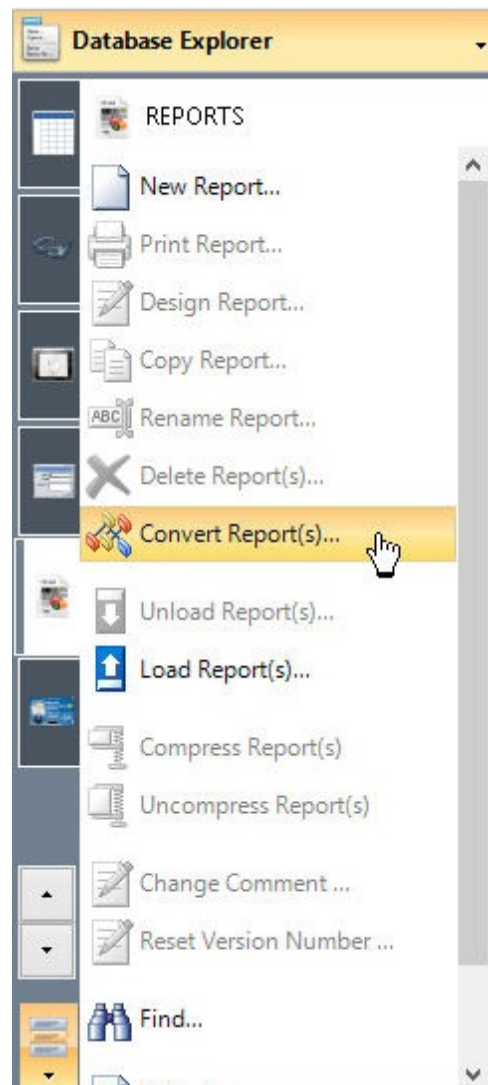 Database Explorer
REPORTS
New Report...
Print Report...
Design Report...
Copy Report...
ABC Rename Report...
Delete Report(s)...
Convert Report(s)...
Unload Report(s)...
Load Report(s)...
Compress Report(s)
Uncompress Report(s)
Change Comment ...
Reset Version Number ...
Find...